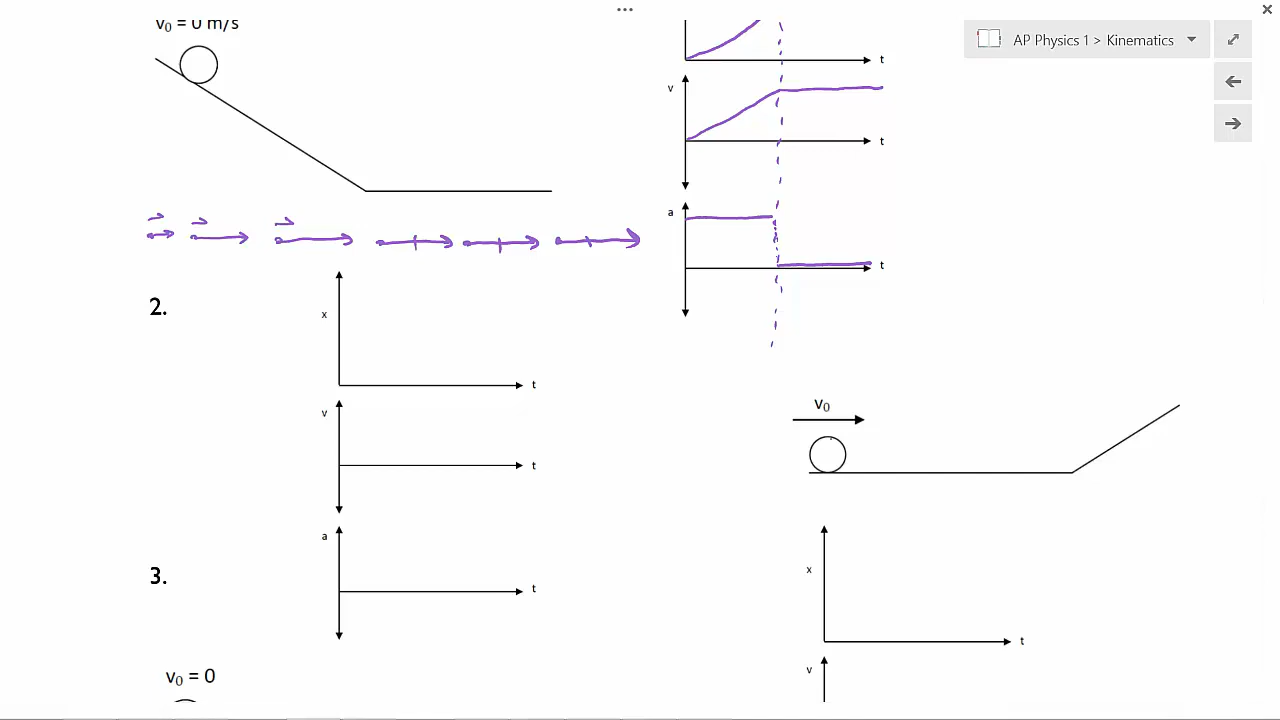 v₀ = 0 m/s
t
v
t
a
t
AP Physics 1 > Kinematics
2.
x
t
v
t
a
t
v₀
3.
x
t
v
v₀ = 0